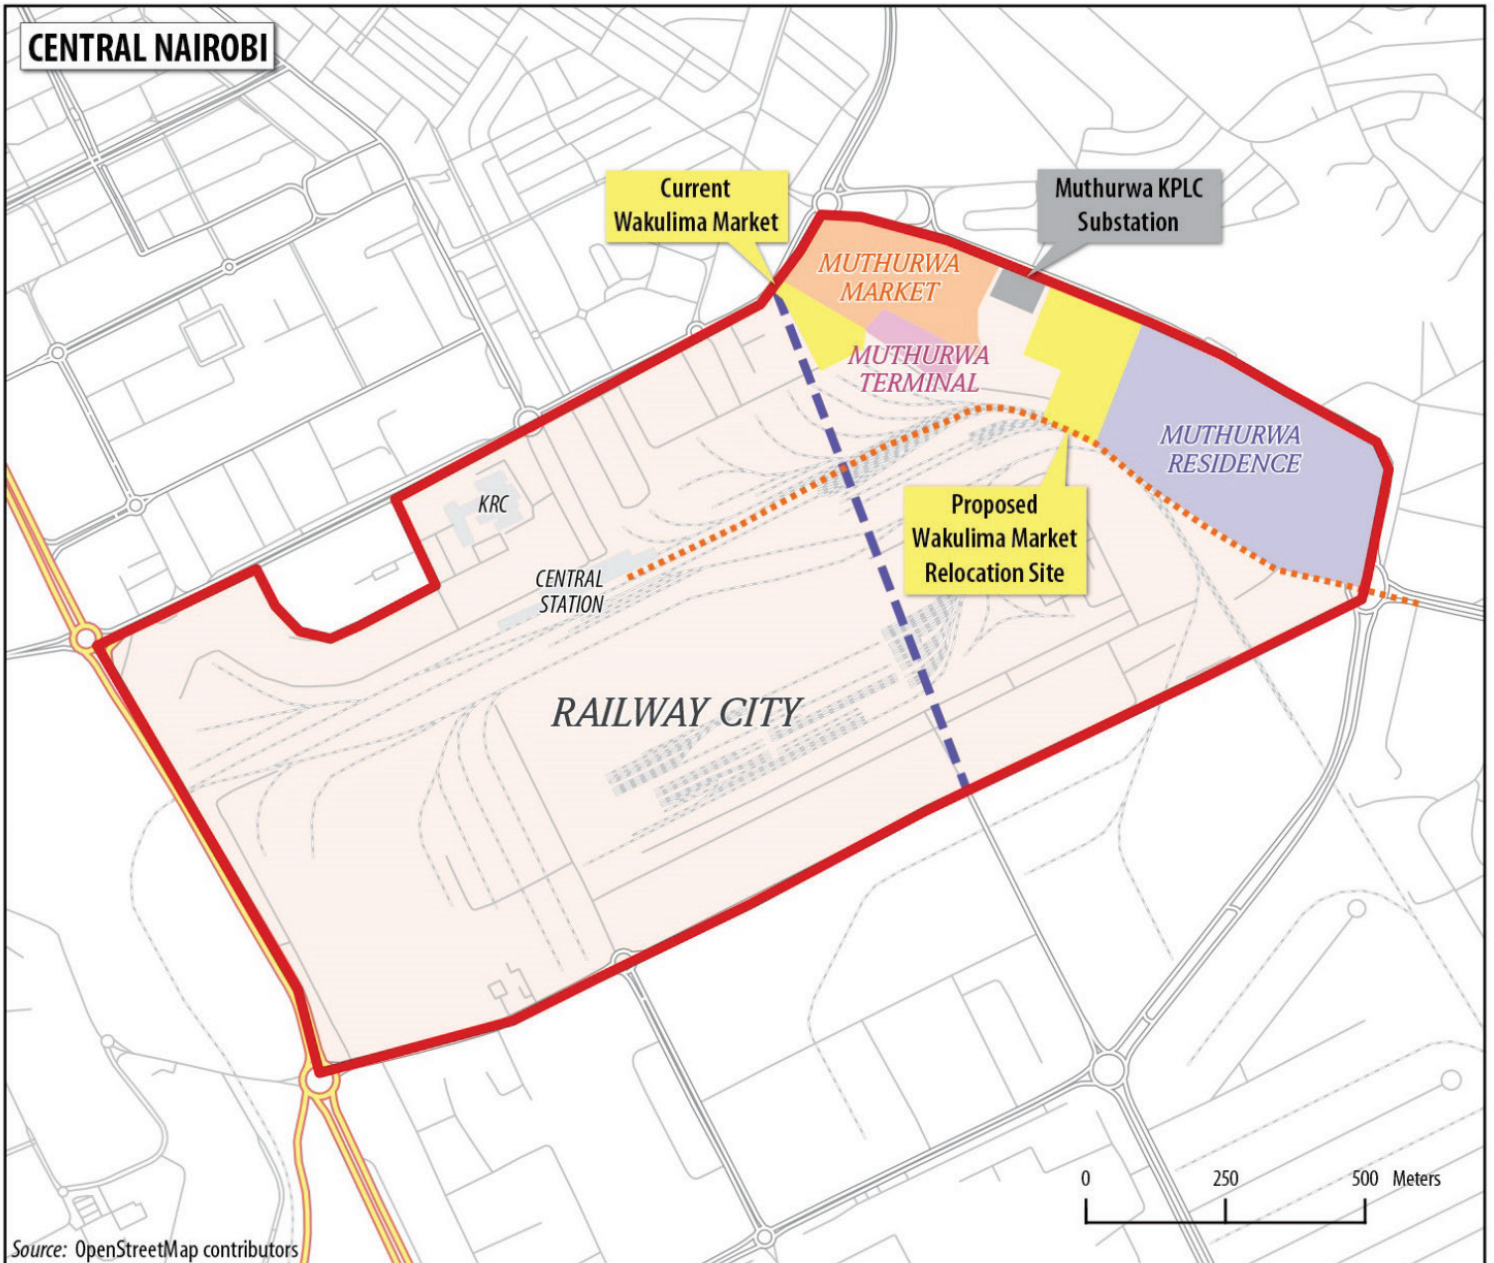 CENTRAL NAIROBI
Current
Wakulima Market
Muthurwa KPLC
Substation
MUTHURWA
MARKET
MUTHURWA
TERMINAL
MUTHURWA
RESIDENCE
KRC
Proposed
Wakulima Market
Relocation Site
CENTRAL
STATION
RAILWAY CITY
0 250 500 Meters
Source: OpenStreetMap contributors